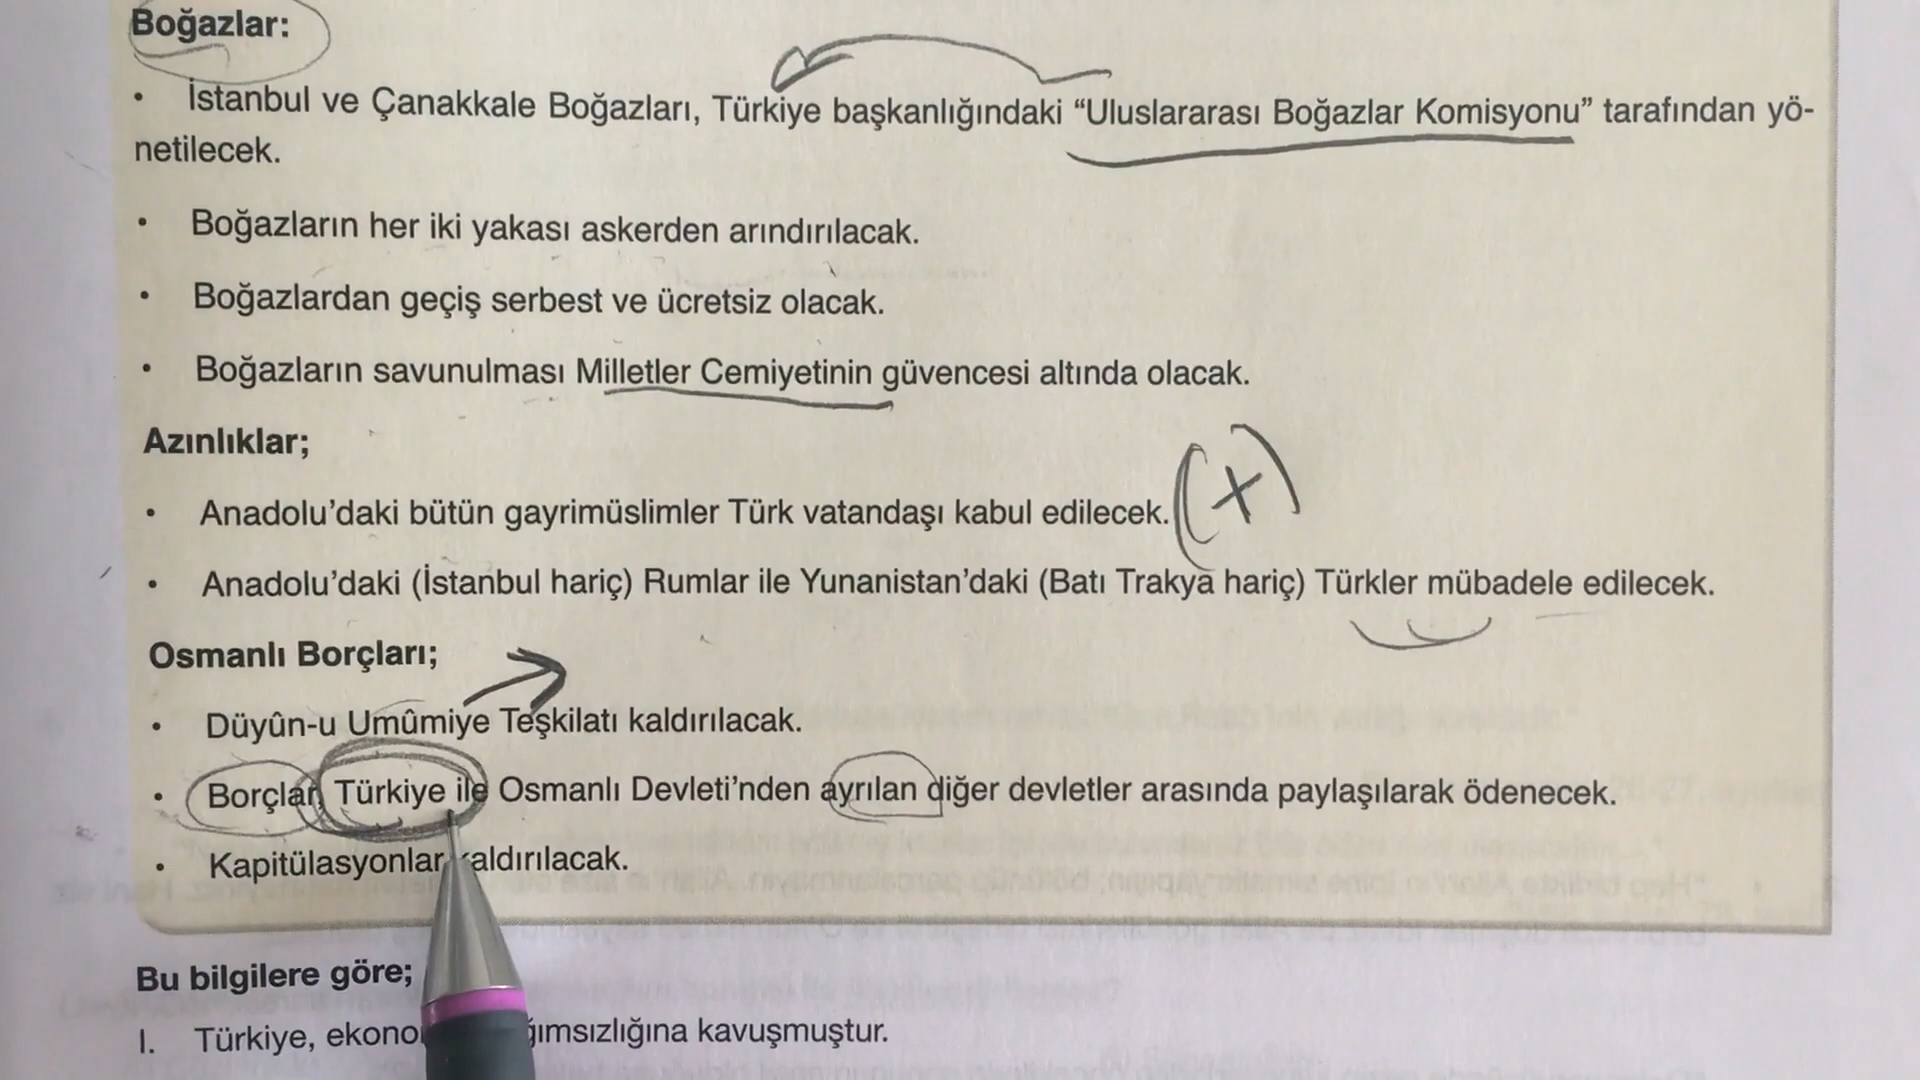 Boğazlar:
• İstanbul ve Çanakkale Boğazları, Türkiye başkanlığındaki “Uluslararası Boğazlar Komisyonu” tarafından yö-
netilecek.
• Boğazların her iki yakası askerden arındırılacak.
• Boğazlardan geçiş serbest ve ücretsiz olacak.
• Boğazların savunulması Milletler Cemiyetinin güvencesi altında olacak.
Azınlıklar;
• Anadolu’daki bütün gayrimüslimler Türk vatandaşı kabul edilecek. (+)
• Anadolu’daki (İstanbul hariç) Rumlar ile Yunanistan’daki (Batı Trakya hariç) Türkler mübadele edilecek.
Osmanlı Borçları;
• Düyûn-u Umûmiye Teşkilatı kaldırılacak.
• Borçlar, Türkiye ile Osmanlı Devleti’nden ayrılan diğer devletler arasında paylaşılarak ödenecek.
• Kapitülasyonlar kaldırılacak.
Bu bilgilere göre;
I. Türkiye, kavuşmuştur.